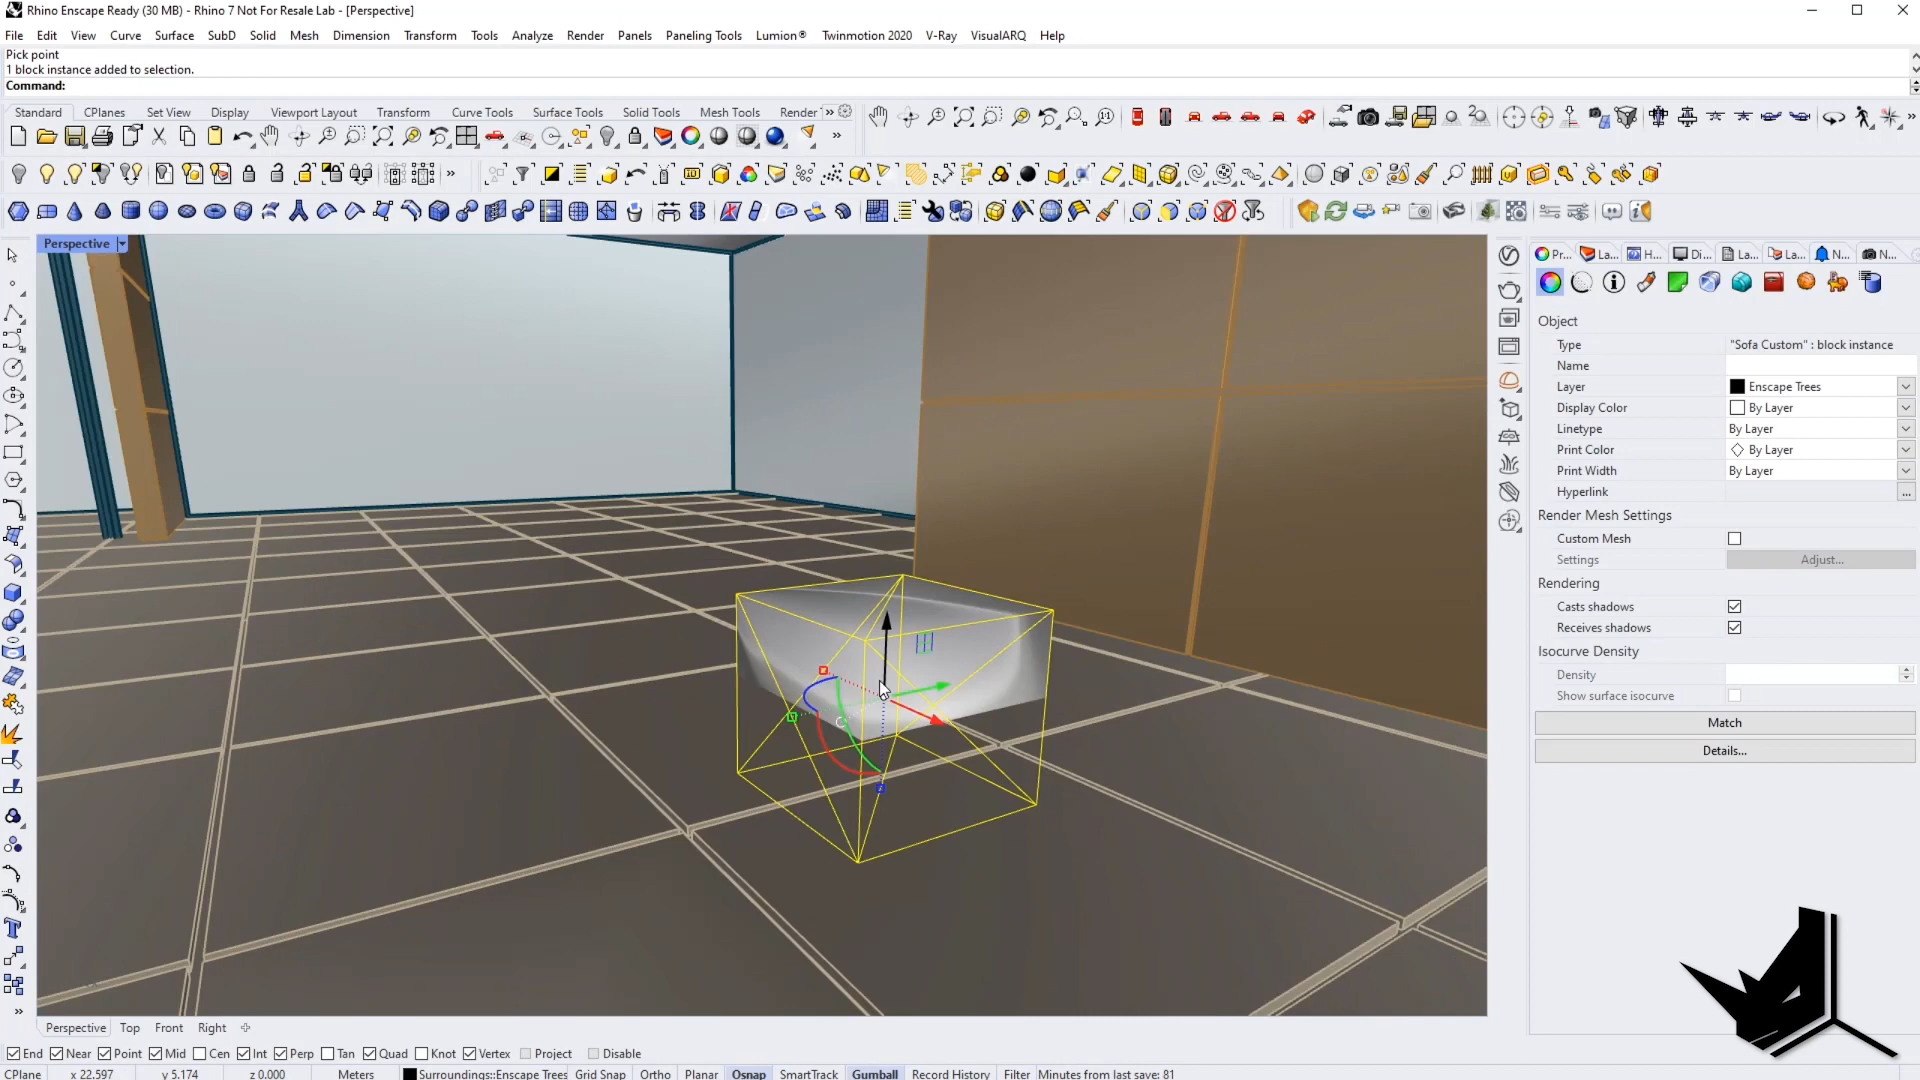 Rhino Enscape Ready (30 MB) - Rhino 7 Not For Resale Lab - [Perspective]
File Edit View Curve Surface SubD Solid Mesh Dimension Transform Tools Analyze Render Panels Paneling Tools Lumion® Twinmotion 2020 V-Ray VisualARQ Help
Pick point
1 block instance added to selection.
Command:
Standard CPlanes Set View Display Viewport Layout Transform Curve Tools Surface Tools Solid Tools Mesh Tools Render
Perspective
Pr... La... H... Di... La... La... N... N...
Object
Type "Sofa Custom" : block instance
Name
Layer Enscape Trees
Display Color By Layer
Linetype By Layer
Print Color By Layer
Print Width By Layer
Hyperlink ...
Render Mesh Settings
Custom Mesh
Settings Adjust...
Rendering
Casts shadows
Receives shadows
Isocurve Density
Density
Show surface isocurve
Match
Details...
Perspective Top Front Right
End Near Point Mid Cen Int Perp Tan Quad Knot Vertex Project Disable
CPlane x 22.597 y 5.174 z 0.000 Meters Surroundings::Enscape Trees Grid Snap Ortho Planar Osnap SmartTrack Gumball Record History Filter Minutes from last save: 81